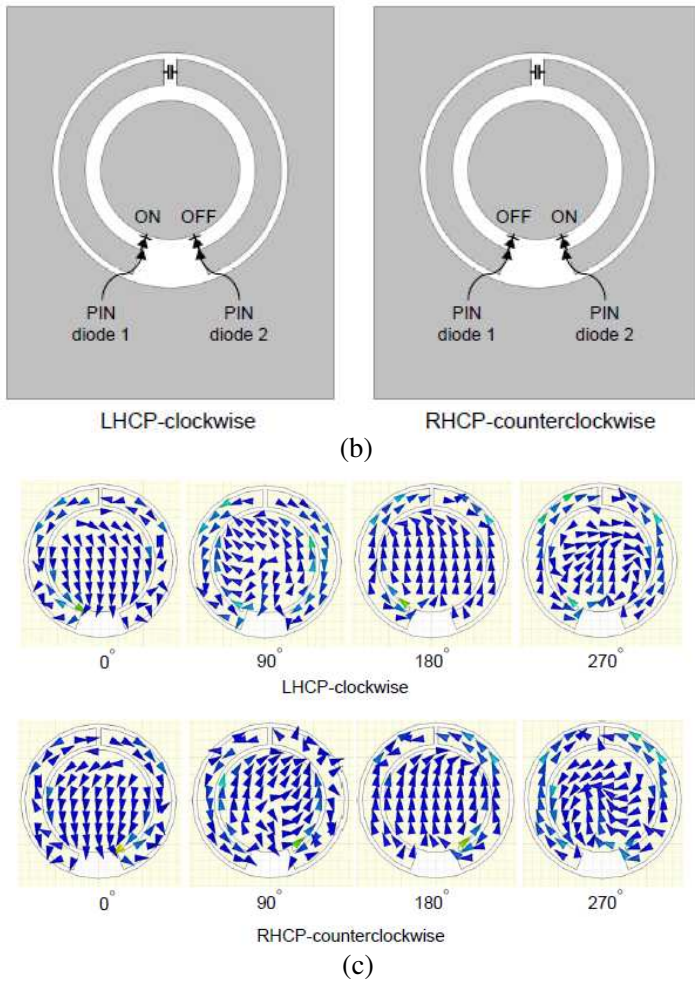 ON OFF
OFF ON
PIN diode 1
PIN diode 2
PIN diode 1
PIN diode 2
LHCP-clockwise
RHCP-counterclockwise
(b)
0° 90° 180° 270°
LHCP-clockwise
0° 90° 180° 270°
RHCP-counterclockwise
(c)